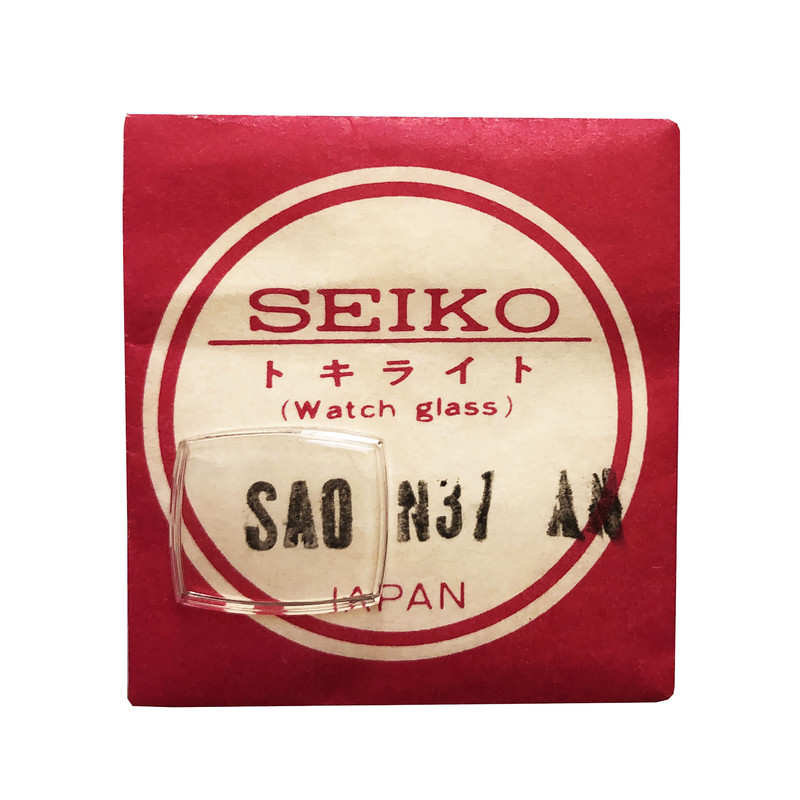 SEIKO
トキライト
(Watch glass)
SA0 N37 AN
JAPAN